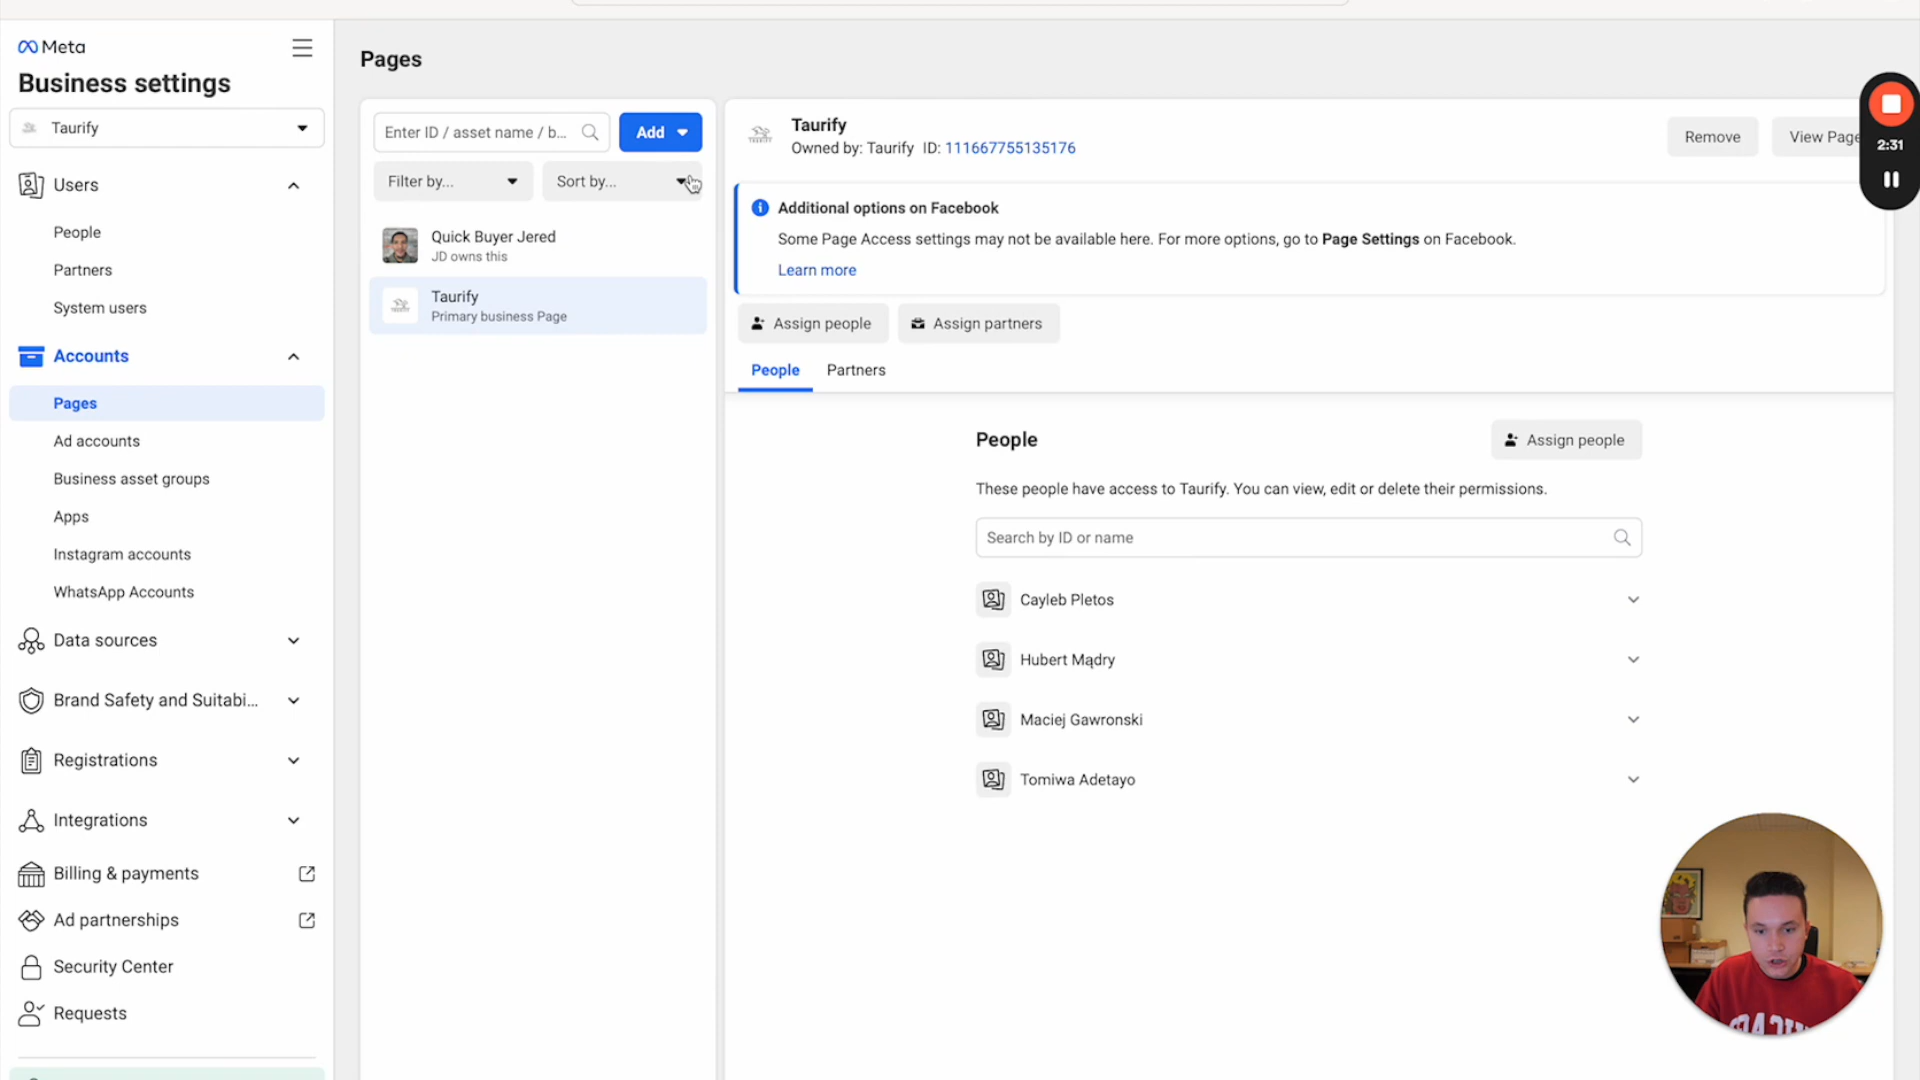 Meta
Business settings
Taurify
Users
People
Partners
System users
Accounts
Pages
Ad accounts
Business asset groups
Apps
Instagram accounts
WhatsApp Accounts
Data sources
Brand Safety and Suitabi...
Registrations
Integrations
Billing & payments
Ad partnerships
Security Center
Requests
Pages
Enter ID / asset name / b...
Add
Filter by...
Sort by...
Quick Buyer Jered
JD owns this
Taurify
Primary business Page
Taurify
Owned by: Taurify ID: 111667755135176
Remove
View Page
Additional options on Facebook
Some Page Access settings may not be available here. For more options, go to Page Settings on Facebook.
Learn more
Assign people
Assign partners
People
Partners
People
Assign people
These people have access to Taurify. You can view, edit or delete their permissions.
Search by ID or name
Cayleb Pletos
Hubert Mądry
Maciej Gawronski
Tomiwa Adetayo
2:31